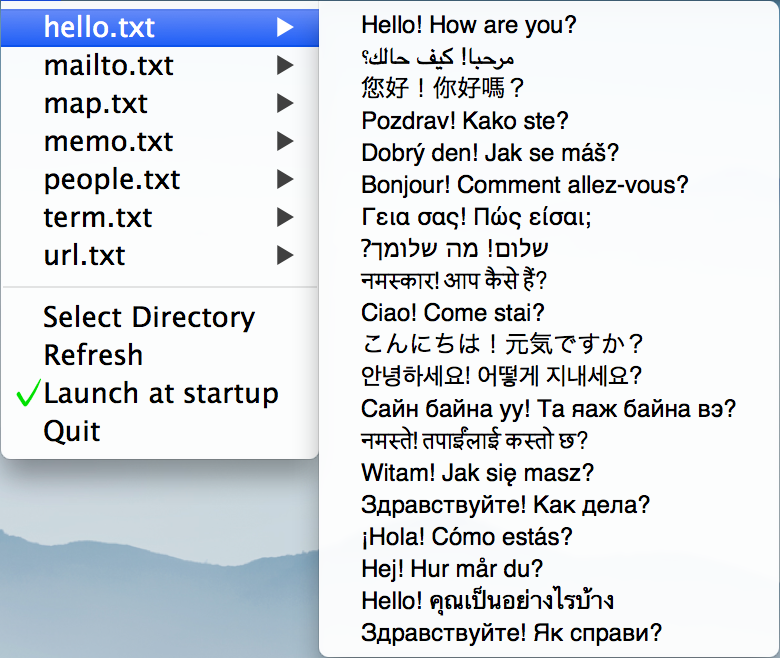 hello.txt
mailto.txt
map.txt
memo.txt
people.txt
term.txt
url.txt
Select Directory
Refresh
Launch at startup
Quit
Hello! How are you?
مرحبا! كيف حالك؟
您好！你好嗎？
Pozdrav! Kako ste?
Dobrý den! Jak se máš?
Bonjour! Comment allez-vous?
Γεια σας! Πώς είσαι;
שלום! מה שלומך?
नमस्कार! आप कैसे हैं?
Ciao! Come stai?
こんにちは！元気ですか？
안녕하세요! 어떻게 지내세요?
Сайн байна уу! Та яаж байна вэ?
नमस्ते! तपाईंलाई कस्तो छ?
Witam! Jak się masz?
Здравствуйте! Как дела?
¡Hola! Cómo estás?
Hej! Hur mår du?
Hello! คุณเป็นอย่างไรบ้าง
Здравствуйте! Як справи?